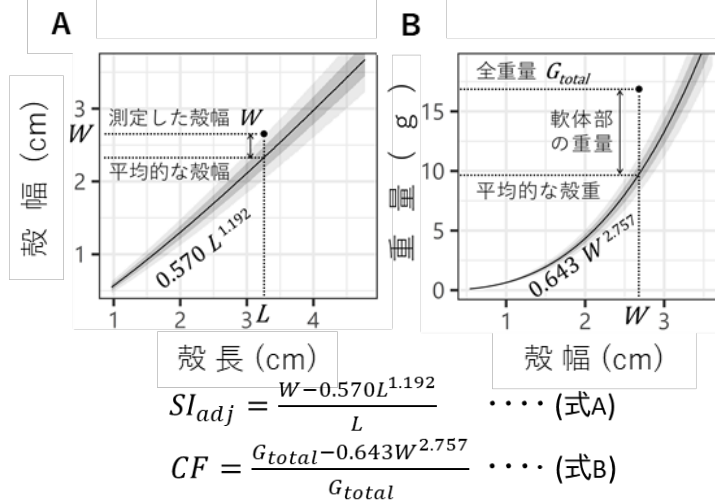 A
殻 幅 (cm)
3
W
2
1
測定した殻幅 W
平均的な殻幅
0.570 L^1.192
1 2 3 L 4
殻 長 (cm)
B
重 量 ( g )
15
10
5
0
全重量 G_total
軟体部
の重量
平均的な殻重
0.643 W^2.757
1 2 W 3
殻 幅 (cm)
SI_adj = (W−0.570L^1.192)/L ････ (式A)
CF = (G_total−0.643W^2.757)/G_total ････ (式B)